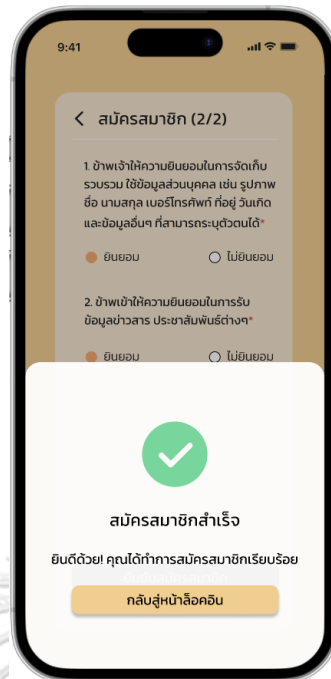 9:41
สมัครสมาชิก (2/2)
1. ข้าพเจ้าให้ความยินยอมในการจัดเก็บ
รวบรวม ใช้ข้อมูลส่วนบุคคล เช่น รูปภาพ
ชื่อ นามสกุล เบอร์โทรศัพท์ ที่อยู่ วันเกิด
และข้อมูลอื่นๆ ที่สามารถระบุตัวตนได้*
ยินยอม ไม่ยินยอม
2. ข้าพเข้าให้ความยินยอมในการรับ
ข้อมูลข่าวสาร ประชาสัมพันธ์ต่างๆ*
ยินยอม ไม่ยินยอม
สมัครสมาชิกสำเร็จ
ยินดีด้วย! คุณได้ทำการสมัครสมาชิกเรียบร้อย
กลับสู่หน้าล็อคอิน